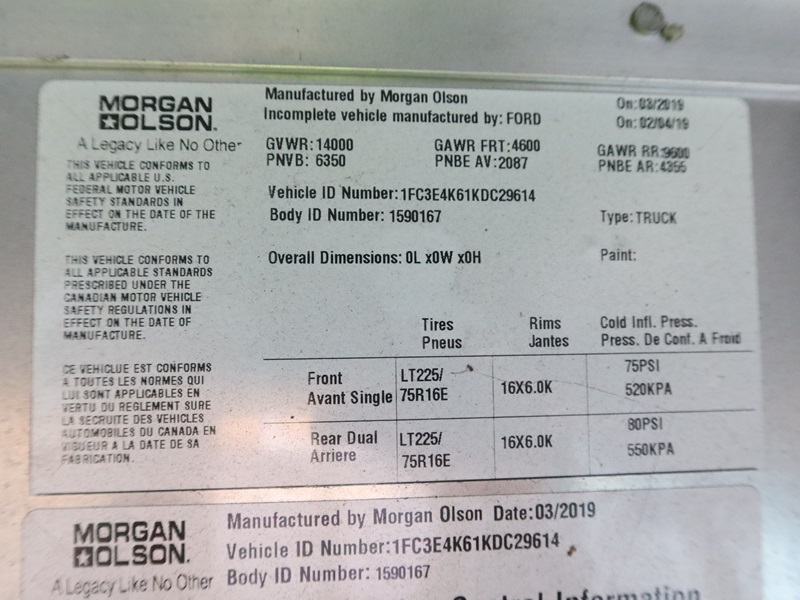 MORGAN OLSON.
A Legacy Like No Other
Manufactured by Morgan Olson On: 03/2019
Incomplete vehicle manufactured by: FORD On: 02/04/19
GVWR: 14000 GAWR FRT: 4600 GAWR RR: 9600
PNVB: 6350 PNBE AV: 2087 PNBE AR: 4355
Vehicle ID Number: 1FC3E4K61KDC29614
Body ID Number: 1590167 Type: TRUCK
Overall Dimensions: 0L x0W x0H Paint:
THIS VEHICLE CONFORMS TO
ALL APPLICABLE U.S.
FEDERAL MOTOR VEHICLE
SAFETY STANDARDS IN
EFFECT ON THE DATE OF THE
MANUFACTURE.
THIS VEHICLE CONFORMS TO
ALL APPLICABLE STANDARDS
PRESCRIBED UNDER THE
CANADIAN MOTOR VEHICLE
SAFETY REGULATIONS IN
EFFECT ON THE DATE OF
MANUFACTURE.
CE VEHICLUE EST CONFORMS
A TOUTES LES NORMES QUI
LUI SONT APPLICABLES EN
VERTU DU REGLEMENT SURE
LA SECRUITE DES VEHICLES
AUTOMOBILES DU CANADA EN
VIGUEUR A LA DATE DE SA
FABRICATION.
Tires Rims Cold Infl. Press.
Pneus Jantes Press. De Conf. A Froid
Front LT225/ 16X6.0K 75PSI
Avant Single 75R16E 520KPA
Rear Dual LT225/ 16X6.0K 80PSI
Arriere 75R16E 550KPA
MORGAN OLSON.
A Legacy Like No Other
Manufactured by Morgan Olson Date: 03/2019
Vehicle ID Number: 1FC3E4K61KDC29614
Body ID Number: 1590167
Control Information